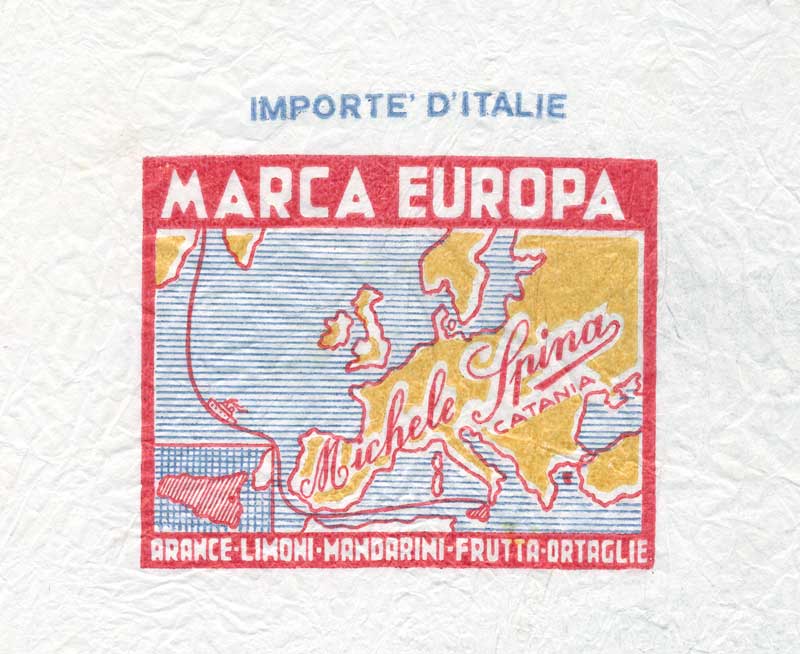 IMPORTE' D'ITALIE
MARCA EUROPA
Michele Spina
CATANIA
ARANCE-LIMONI-MANDARINI-FRUTTA-ORTAGLIE